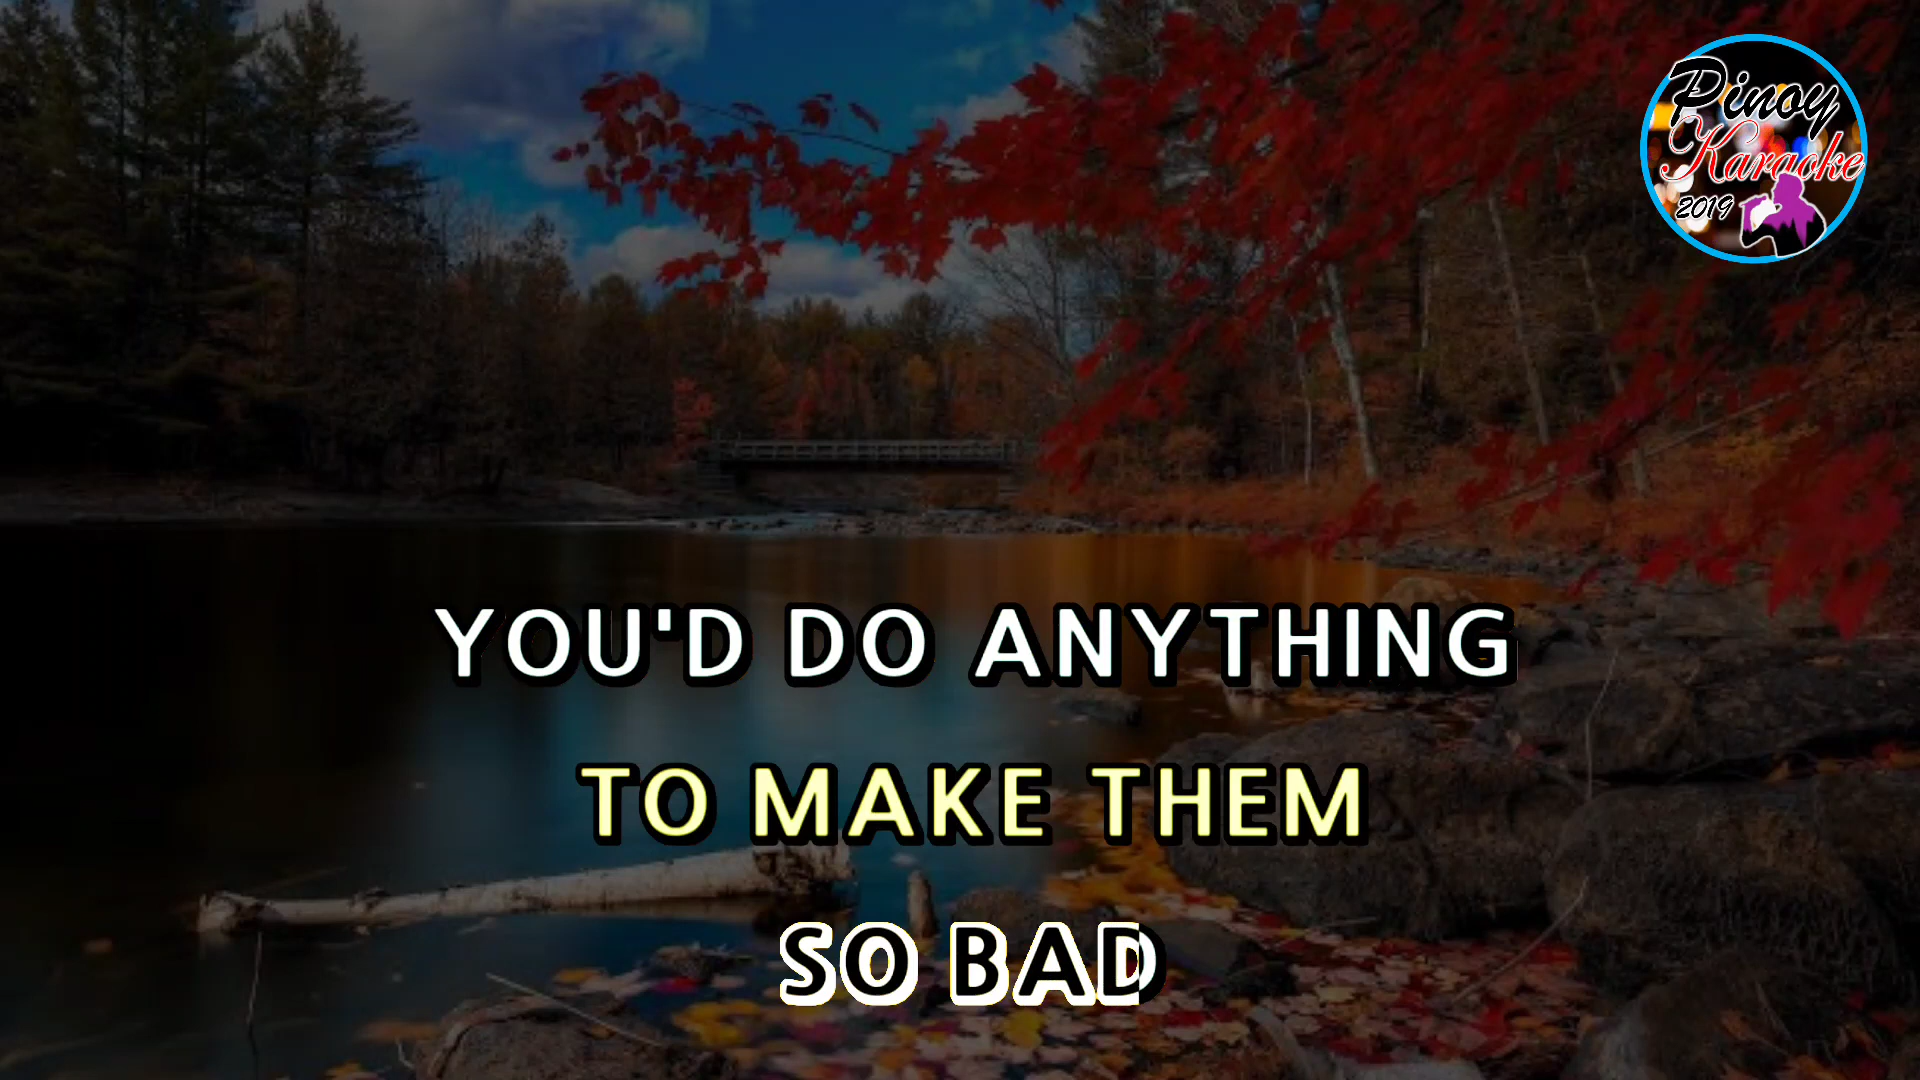 Pinoy
Karaoke
2019
YOU'D DO ANYTHING
TO MAKE THEM
SO BAD